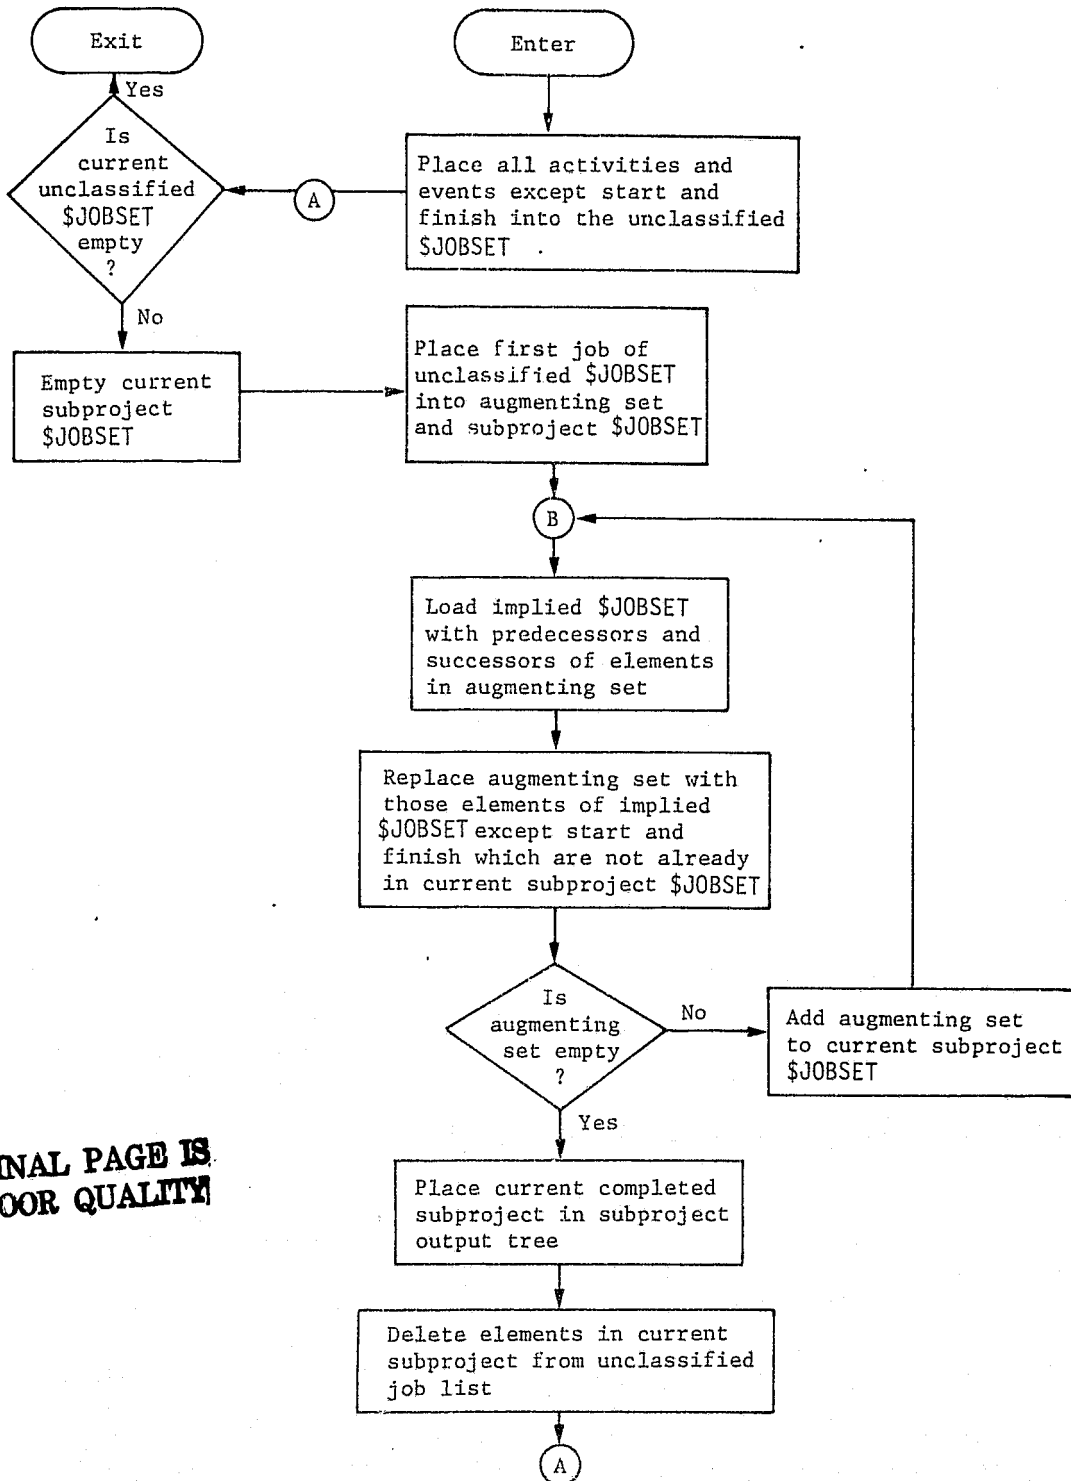 Exit
Enter
Yes
Is
current
unclassified
$JOBSET
empty
?
A
Place all activities and
events except start and
finish into the unclassified
$JOBSET
No
Empty current
subproject
$JOBSET
Place first job of
unclassified $JOBSET
into augmenting set
and subproject $JOBSET
B
Load implied $JOBSET
with predecessors and
successors of elements
in augmenting set
Replace augmenting set with
those elements of implied
$JOBSET except start and
finish which are not already
in current subproject $JOBSET
Is
augmenting
set empty
?
No
Add augmenting set
to current subproject
$JOBSET
Yes
INAL PAGE IS
OOR QUALITY
Place current completed
subproject in subproject
output tree
Delete elements in current
subproject from unclassified
job list
A